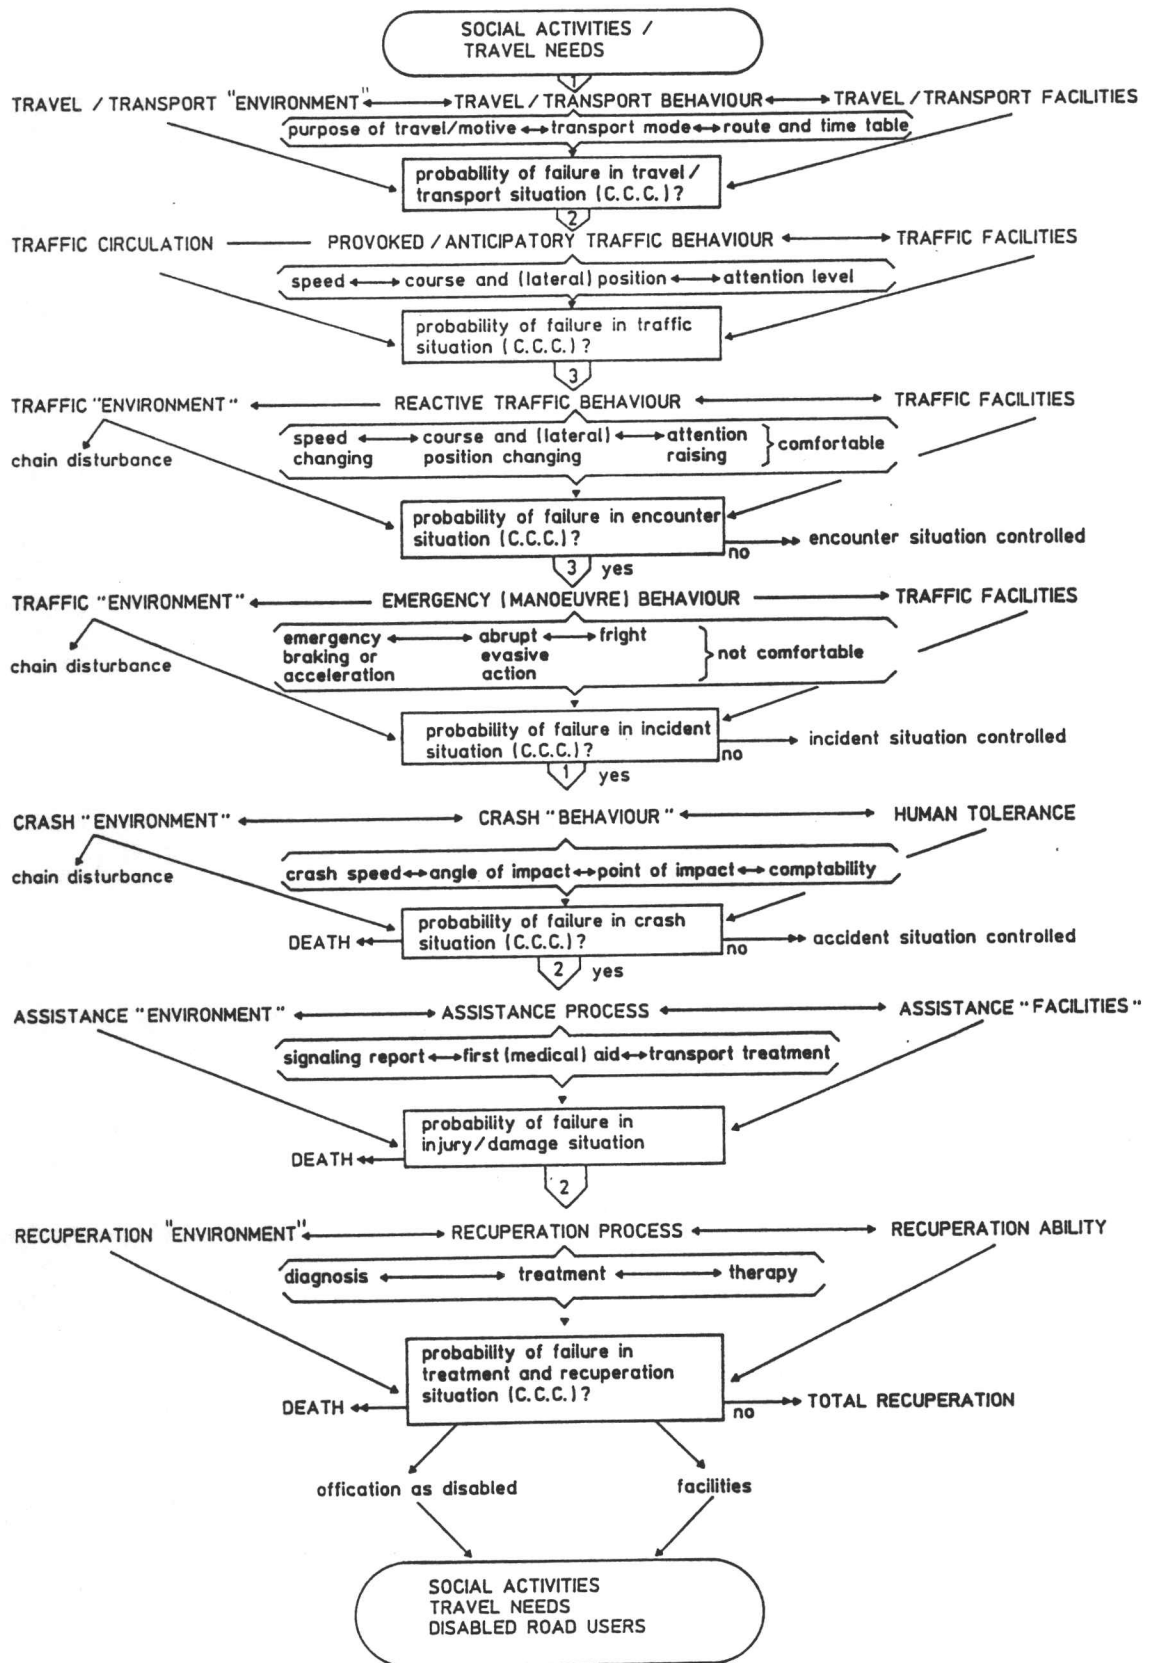 SOCIAL ACTIVITIES /
TRAVEL NEEDS
1
TRAVEL / TRANSPORT "ENVIRONMENT" TRAVEL / TRANSPORT BEHAVIOUR TRAVEL / TRANSPORT FACILITIES
purpose of travel/motive transport mode route and time table
probability of failure in travel /
transport situation (C.C.C.) ?
2
TRAFFIC CIRCULATION PROVOKED / ANTICIPATORY TRAFFIC BEHAVIOUR TRAFFIC FACILITIES
speed course and (lateral) position attention level
probability of failure in traffic
situation (C.C.C.) ?
3
TRAFFIC "ENVIRONMENT" REACTIVE TRAFFIC BEHAVIOUR TRAFFIC FACILITIES
speed course and (lateral) attention
changing position changing raising
comfortable
chain disturbance
probability of failure in encounter
situation (C.C.C.) ?
no encounter situation controlled
3 yes
TRAFFIC "ENVIRONMENT" EMERGENCY (MANOEUVRE) BEHAVIOUR TRAFFIC FACILITIES
emergency abrupt fright
braking or evasive
acceleration action
not comfortable
chain disturbance
probability of failure in incident
situation (C.C.C.) ?
no incident situation controlled
1 yes
CRASH "ENVIRONMENT" CRASH "BEHAVIOUR" HUMAN TOLERANCE
chain disturbance
crash speed angle of impact point of impact comptability
probability of failure in crash
situation (C.C.C.) ?
DEATH
no accident situation controlled
2 yes
ASSISTANCE "ENVIRONMENT" ASSISTANCE PROCESS ASSISTANCE "FACILITIES"
signaling report first (medical) aid transport treatment
probability of failure in
injury/damage situation
DEATH
2
RECUPERATION "ENVIRONMENT" RECUPERATION PROCESS RECUPERATION ABILITY
diagnosis treatment therapy
probability of failure in
treatment and recuperation
situation (C.C.C.) ?
DEATH
no TOTAL RECUPERATION
offication as disabled facilities
SOCIAL ACTIVITIES
TRAVEL NEEDS
DISABLED ROAD USERS